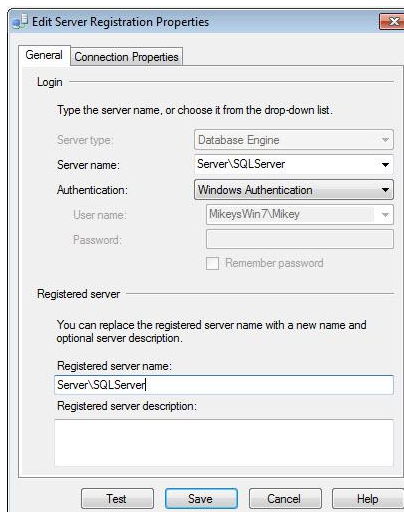 Edit Server Registration Properties
General Connection Properties
Login
Type the server name, or choose it from the drop-down list.
Server type: Database Engine
Server name: Server\SQLServer
Authentication: Windows Authentication
User name: MikeysWin7\Mikey
Password:
Remember password
Registered server
You can replace the registered server name with a new name and
optional server description.
Registered server name:
Server\SQLServer
Registered server description:
Test Save Cancel Help